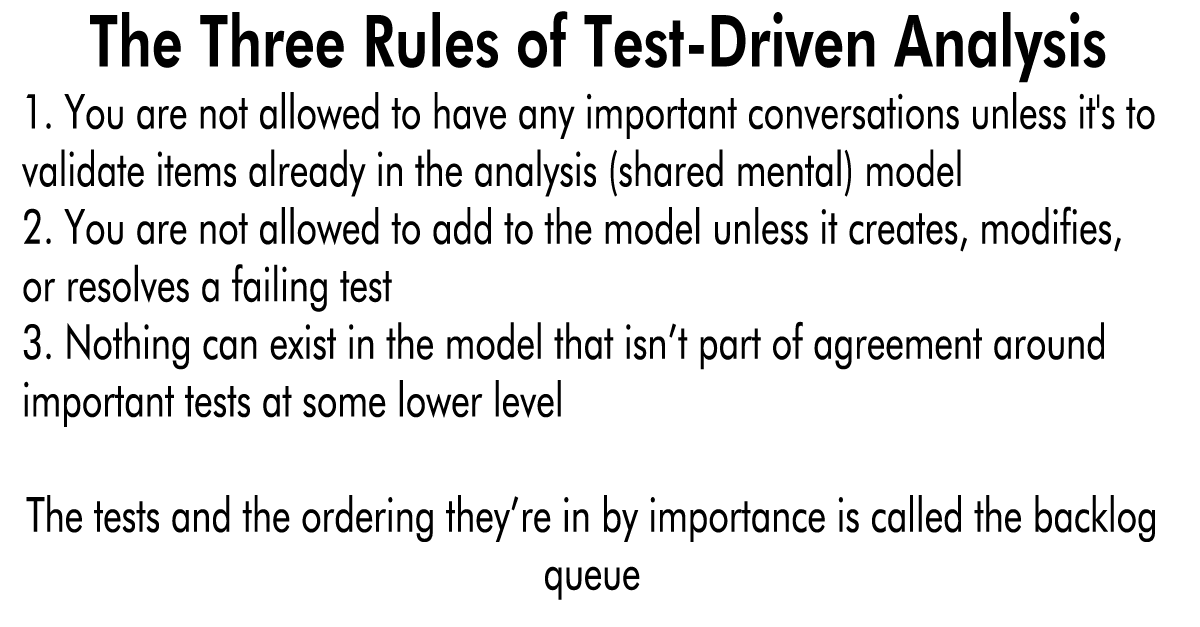 The Three Rules of Test-Driven Analysis
1. You are not allowed to have any important conversations unless it's to
validate items already in the analysis (shared mental) model
2. You are not allowed to add to the model unless it creates, modifies,
or resolves a failing test
3. Nothing can exist in the model that isn’t part of agreement around
important tests at some lower level
The tests and the ordering they’re in by importance is called the backlog
queue